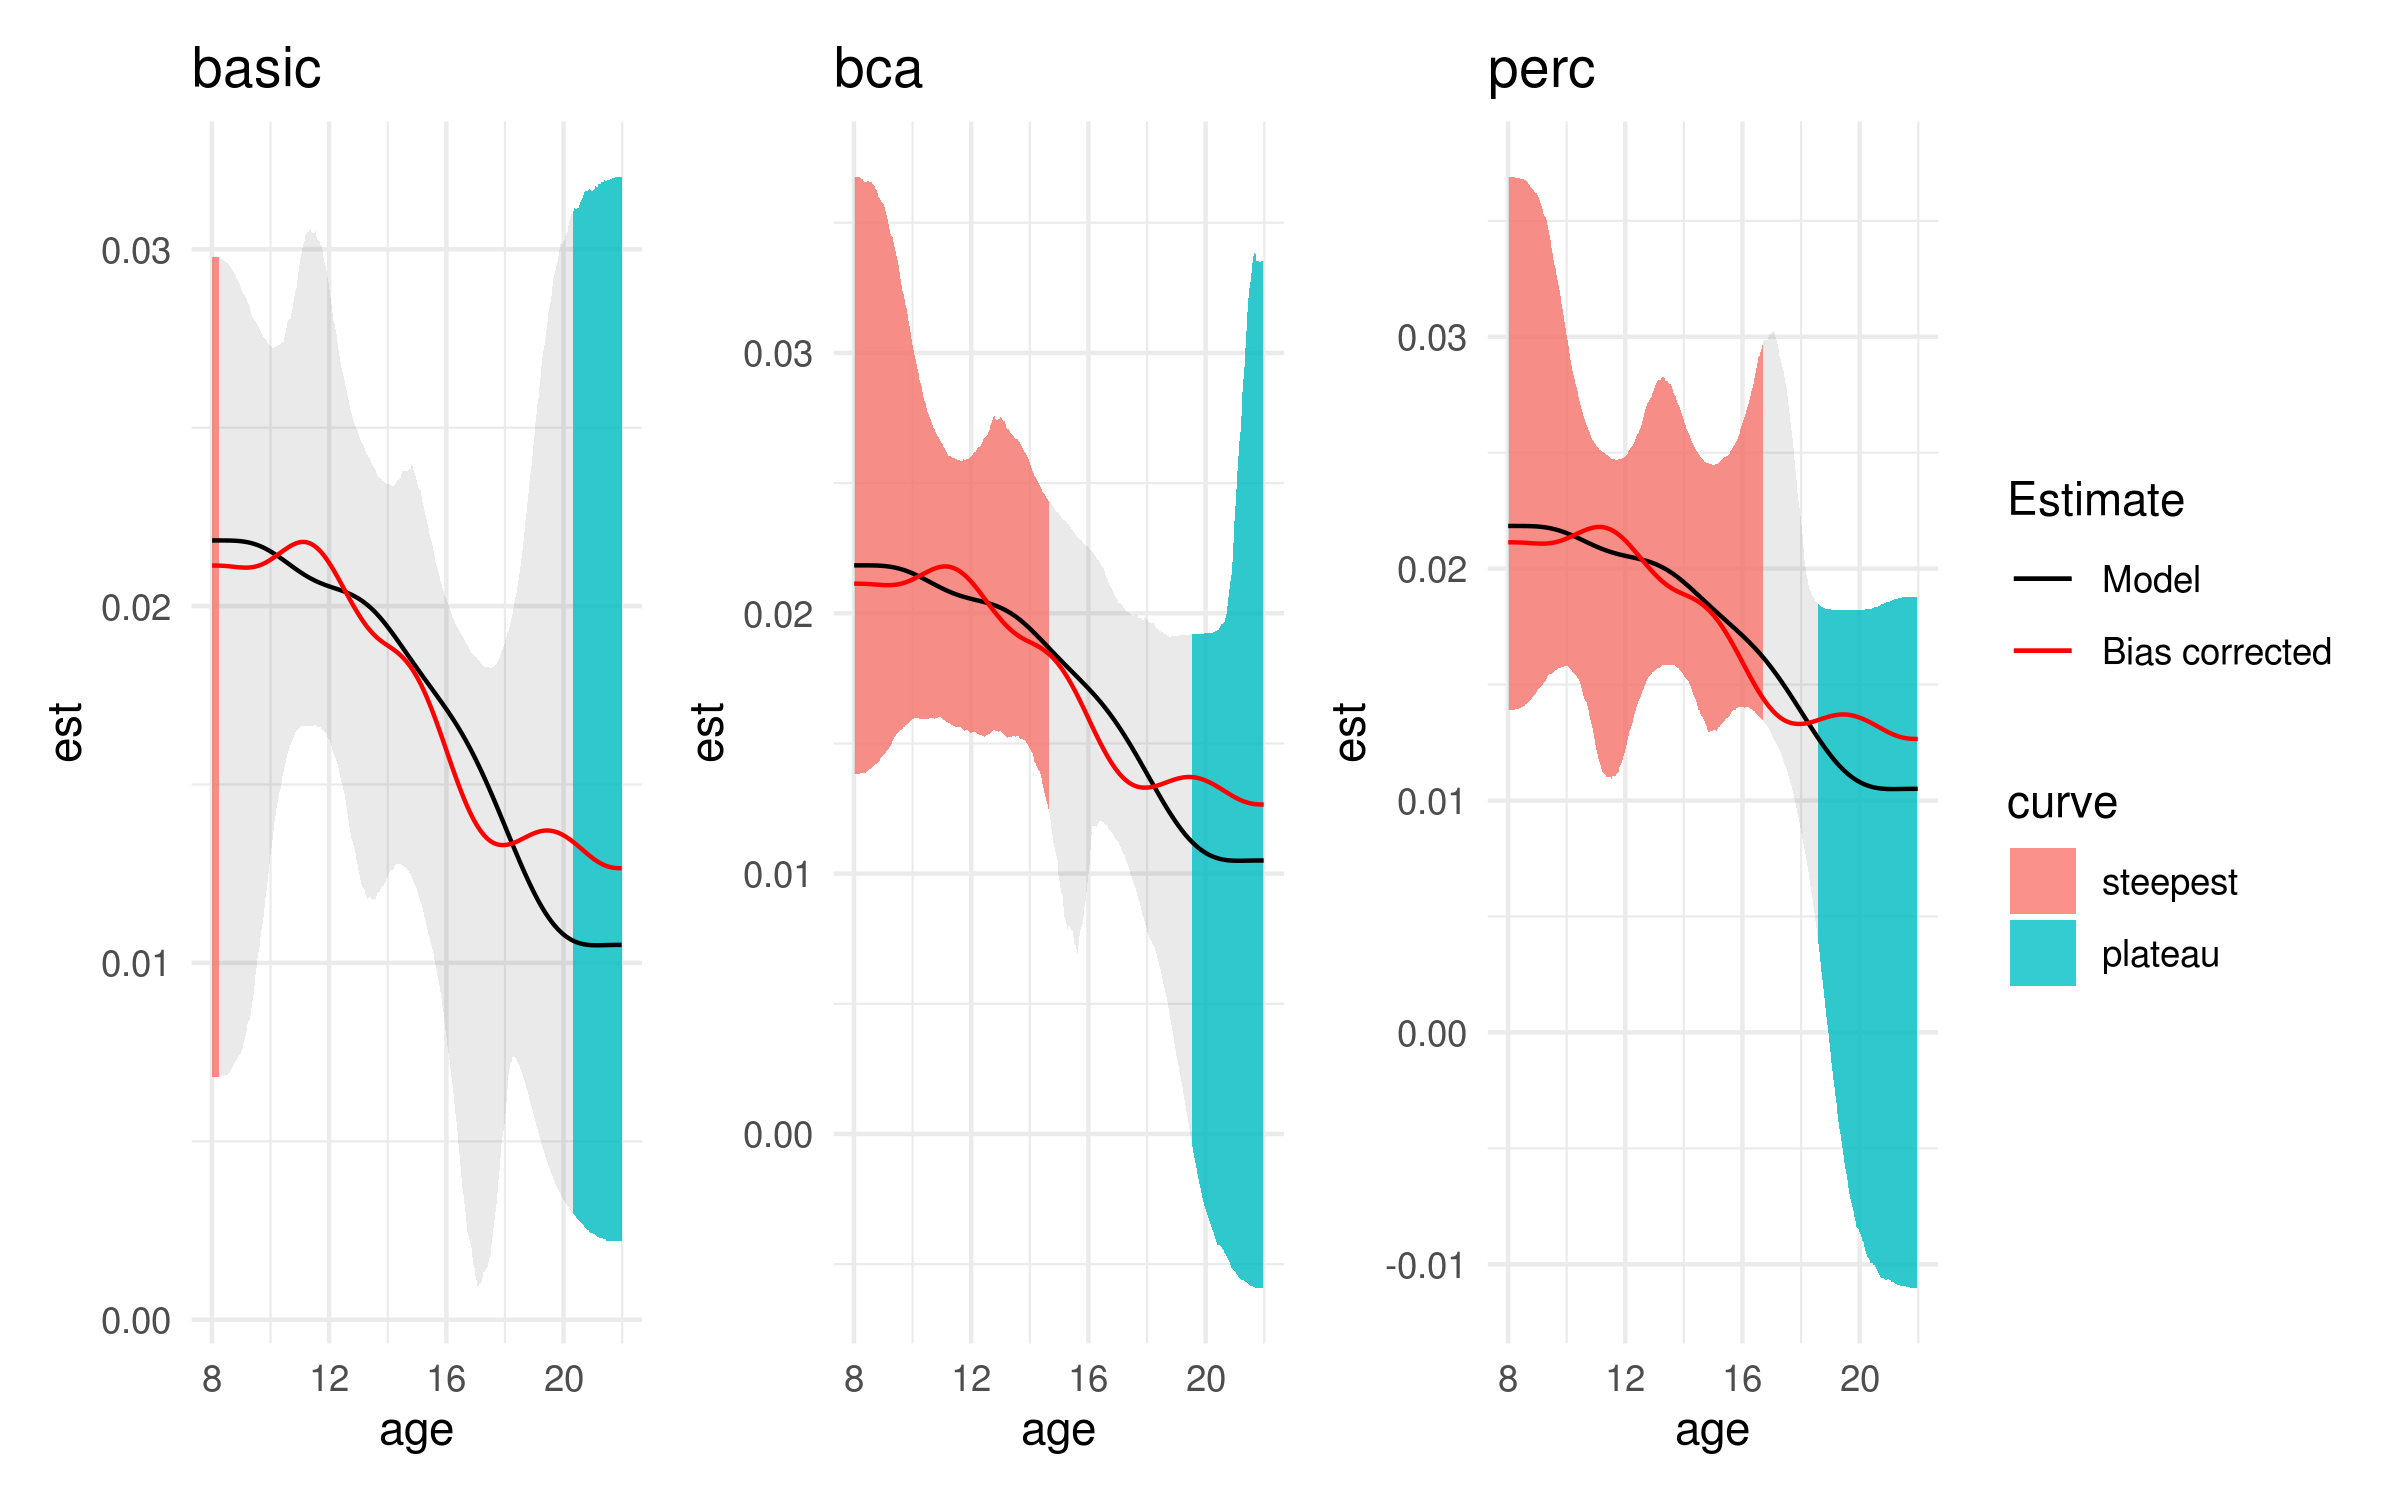 basic
bca
perc
0.03
0.02
0.01
0.00
est
8 12 16 20
age
0.03
0.02
0.01
0.00
est
8 12 16 20
age
0.03
0.02
0.01
0.00
-0.01
est
8 12 16 20
age
Estimate
Model
Bias corrected
curve
steepest
plateau